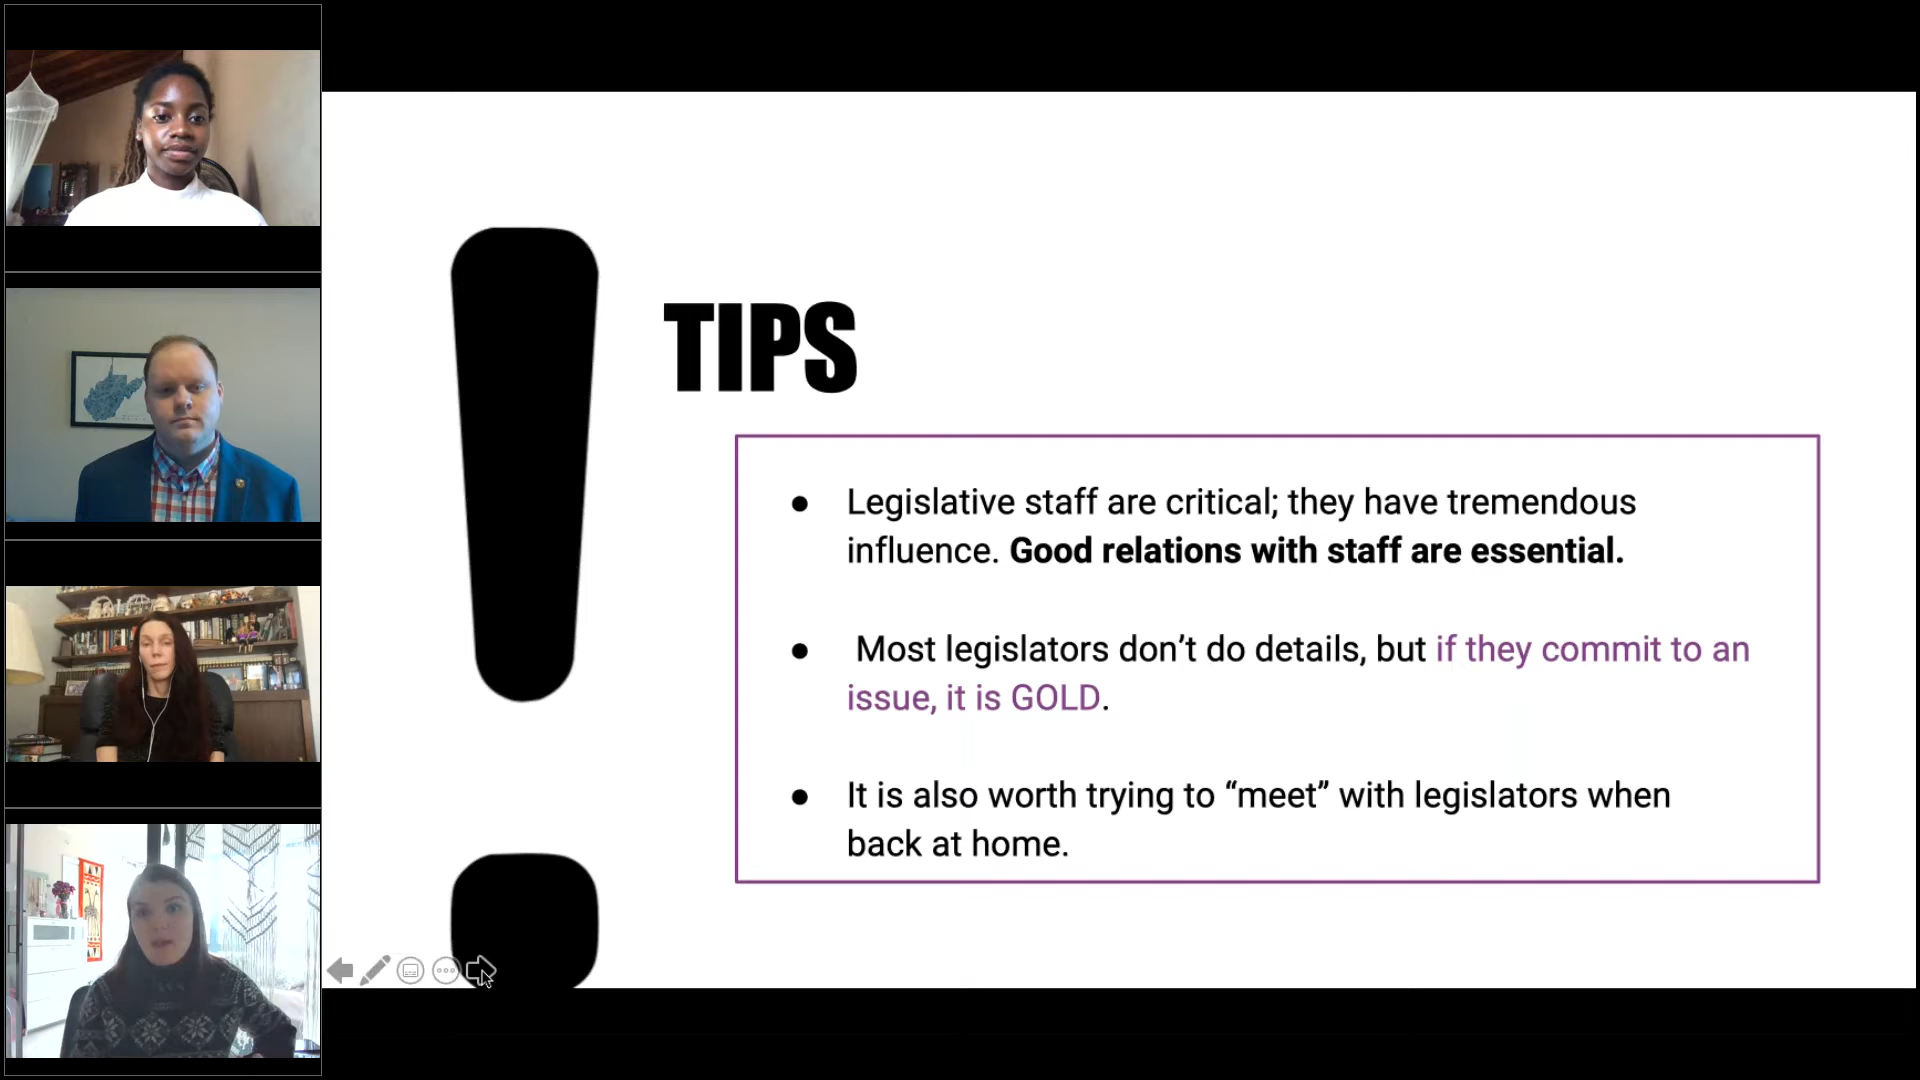 TIPS
● Legislative staff are critical; they have tremendous
influence. Good relations with staff are essential.
● Most legislators don’t do details, but if they commit to an
issue, it is GOLD.
● It is also worth trying to “meet” with legislators when
back at home.